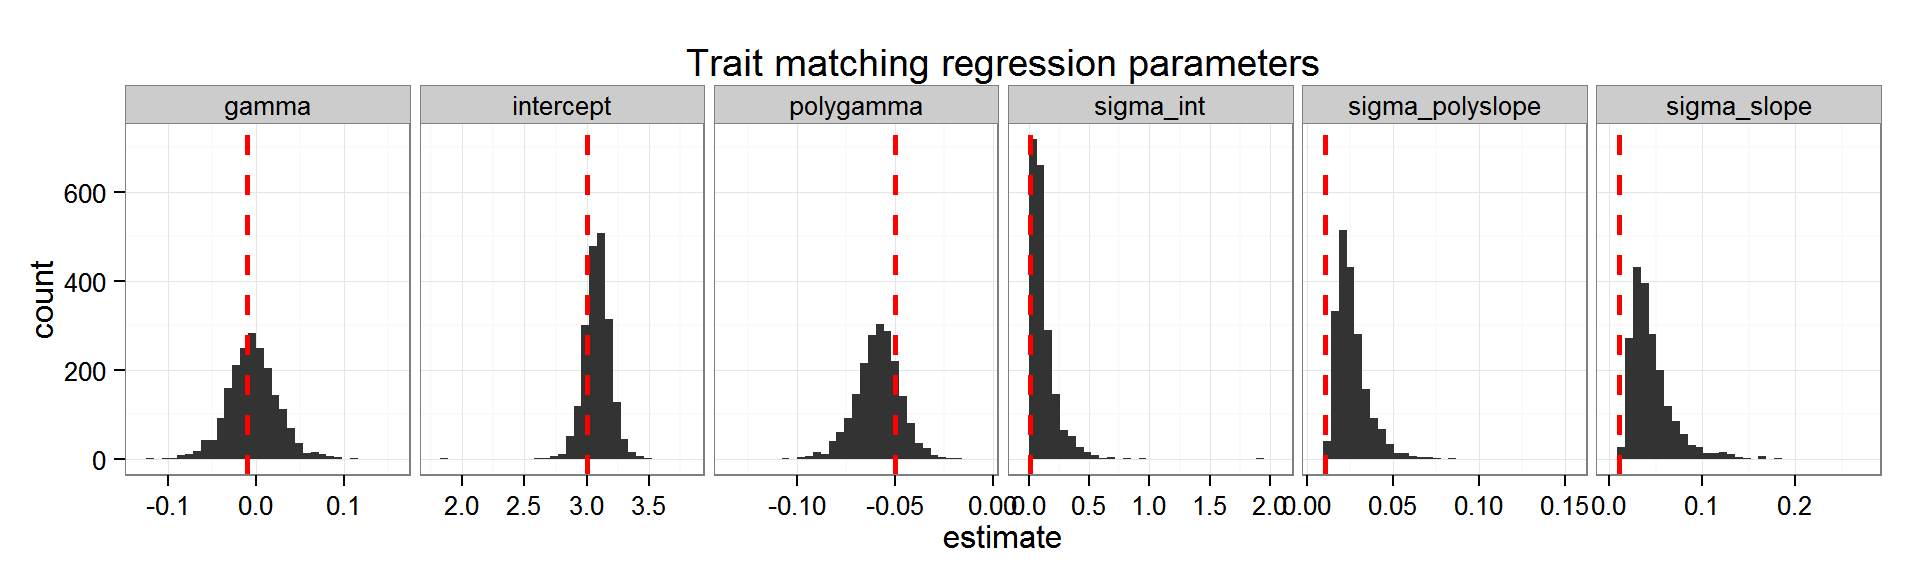 Trait matching regression parameters
gamma intercept polygamma sigma_int sigma_polyslope sigma_slope
600
400
200
0
count
-0.1 0.0 0.1 2.0 2.5 3.0 3.5 -0.10 -0.05 0.00 0.0 0.5 1.0 1.5 2.0 0.00 0.05 0.10 0.15 0.0 0.1 0.2
estimate